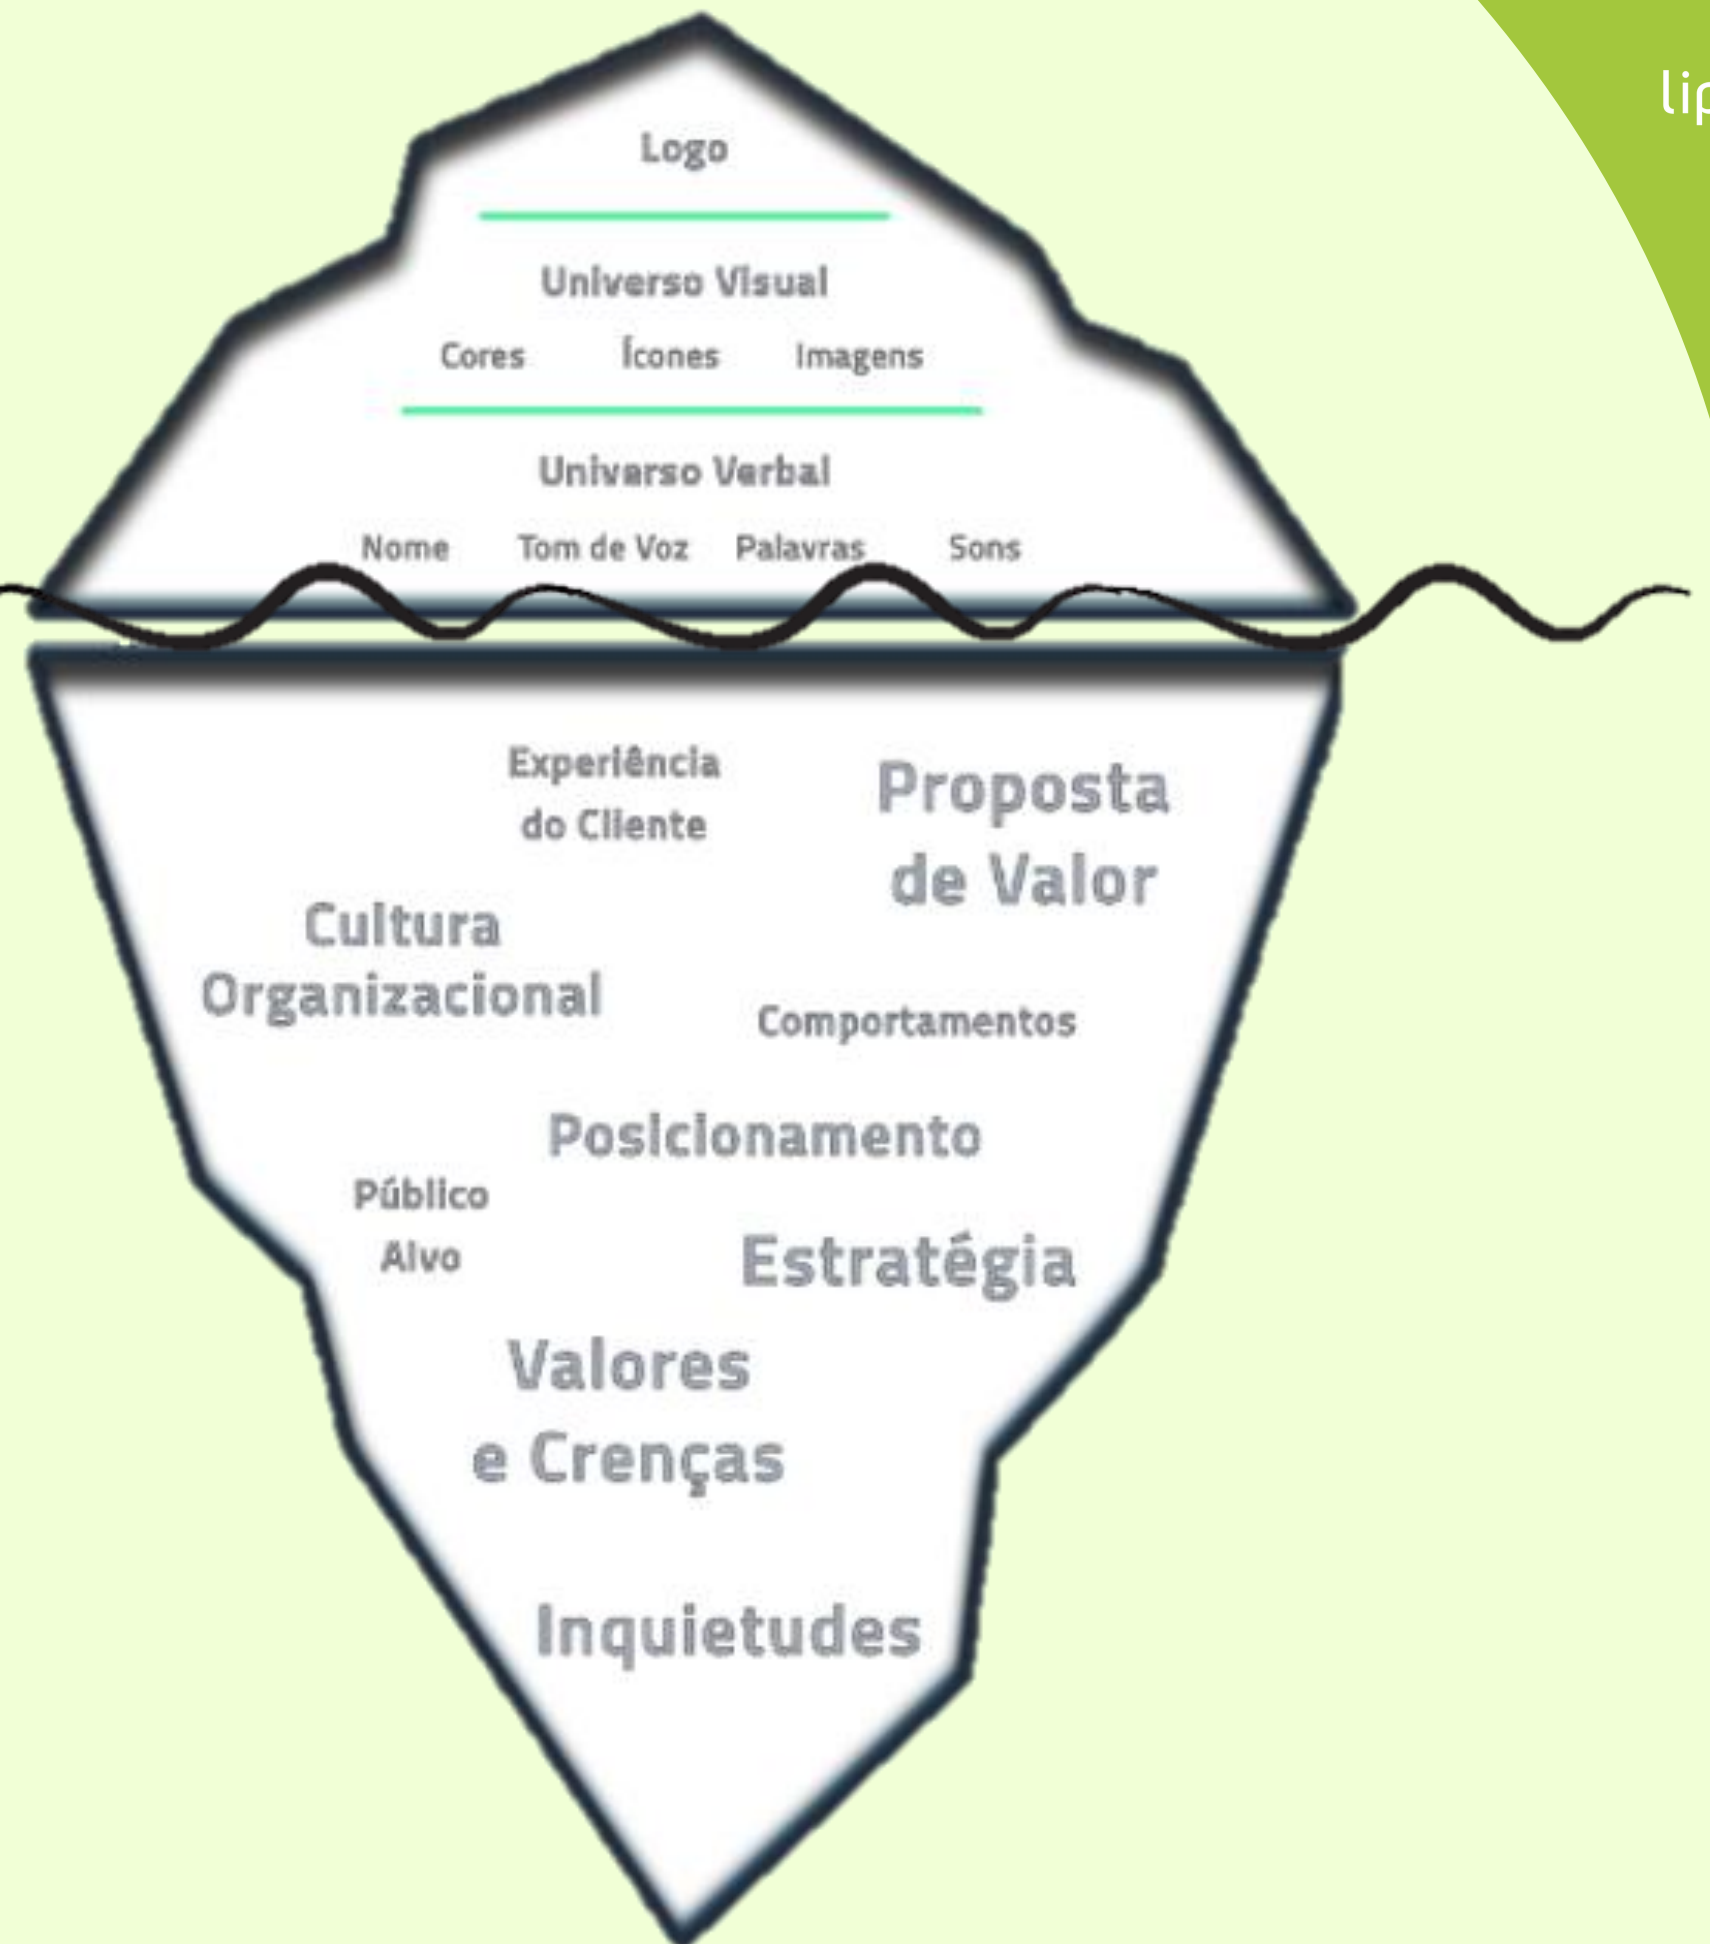 Logo
Universo Visual
Cores Ícones Imagens
Universo Verbal
Nome Tom de Voz Palavras Sons
Experiência
do Cliente
Proposta
de Valor
Cultura
Organizacional
Comportamentos
Posicionamento
Público
Alvo
Estratégia
Valores
e Crenças
Inquietudes